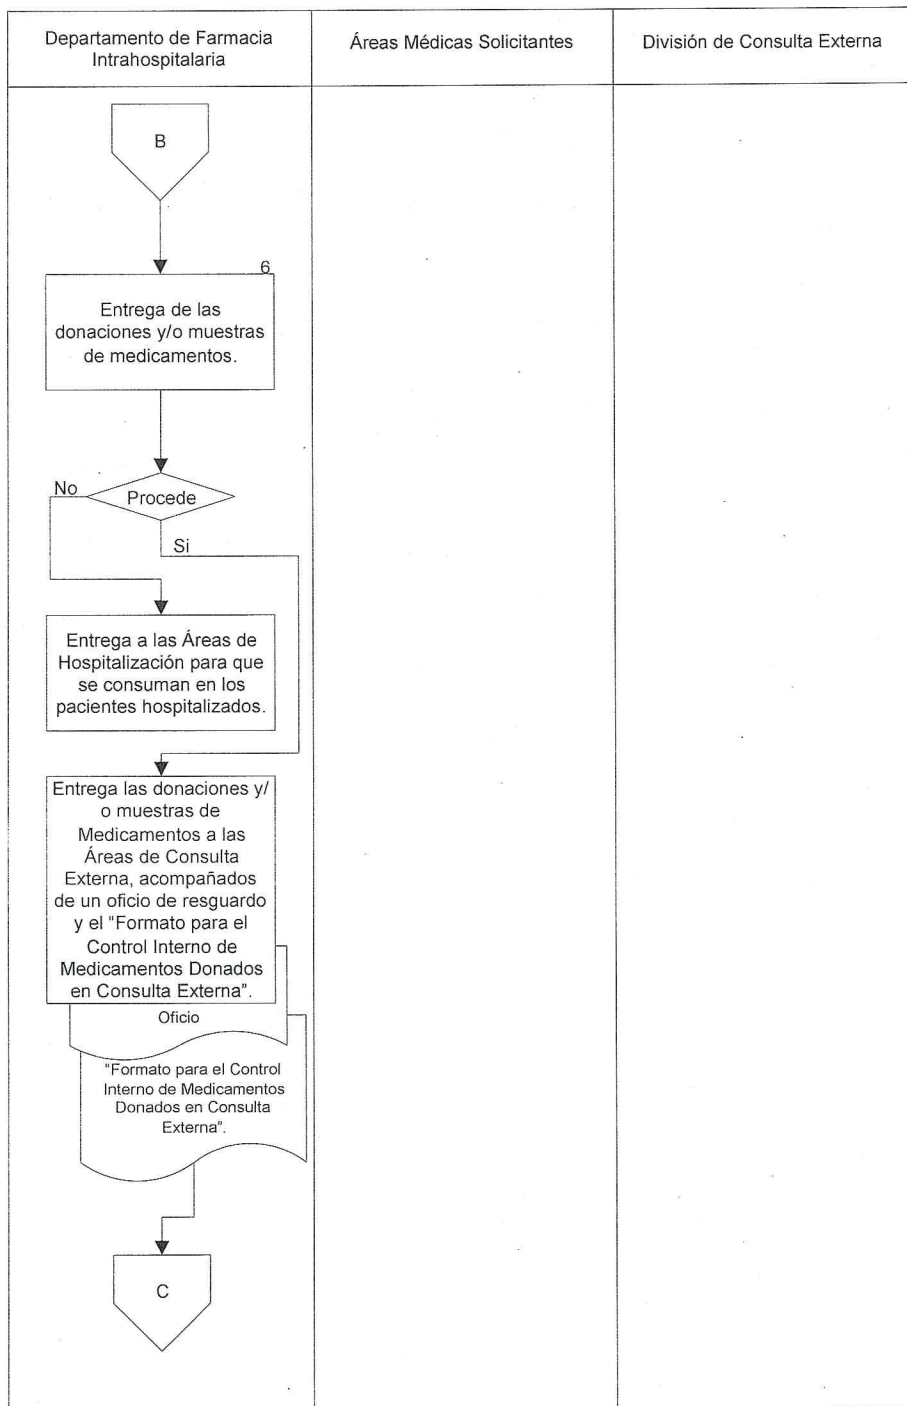 Departamento de Farmacia
Intrahospitalaria
Áreas Médicas Solicitantes
División de Consulta Externa
B
6
Entrega de las
donaciones y/o muestras
de medicamentos.
No
Procede
Si
Entrega a las Áreas de
Hospitalización para que
se consuman en los
pacientes hospitalizados.
Entrega las donaciones y/
o muestras de
Medicamentos a las
Áreas de Consulta
Externa, acompañados
de un oficio de resguardo
y el "Formato para el
Control Interno de
Medicamentos Donados
en Consulta Externa".
Oficio
"Formato para el Control
Interno de Medicamentos
Donados en Consulta
Externa".
C